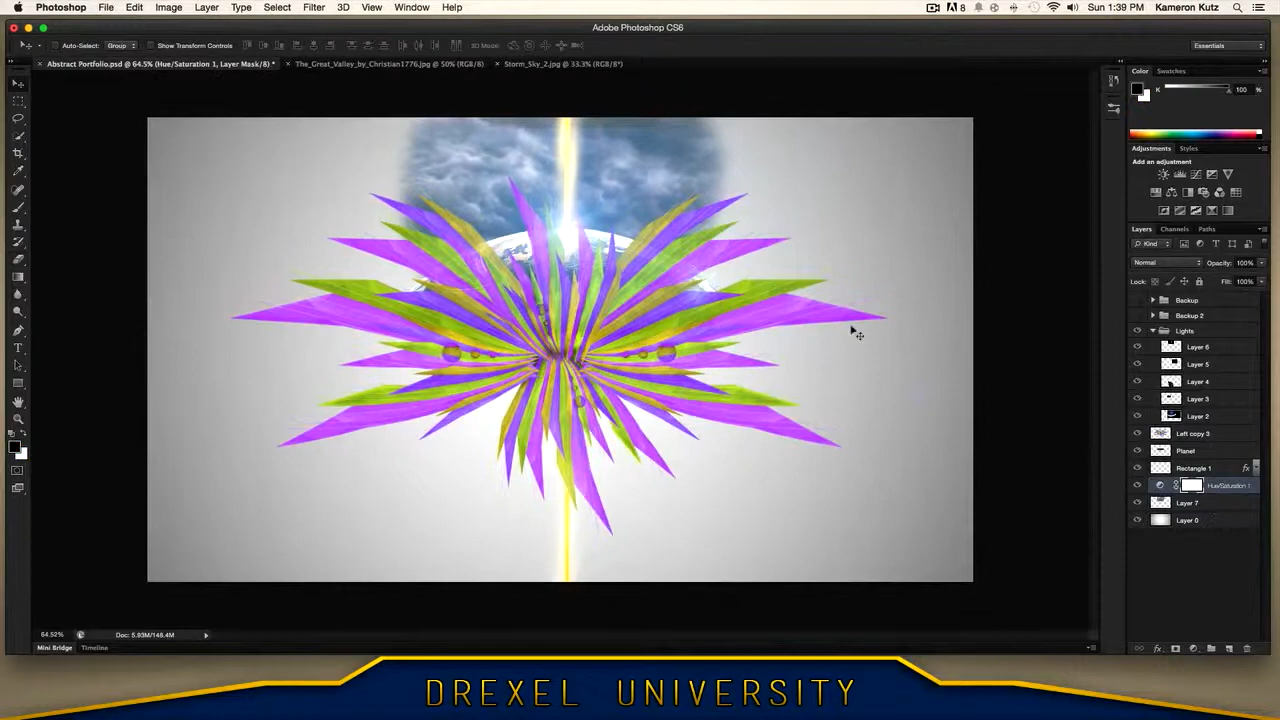 Photoshop File Edit Image Layer Type Select Filter 3D View Window Help 8 Sun 1:39 PM Kameron Kutz
Adobe Photoshop CS6
Auto-Select: Group Show Transform Controls 3D Mode: Essentials
× Abstract Portfolio.psd @ 64.5% (Hue/Saturation 1, Layer Mask/8) * × The_Great_Valley_by_Christian1776.jpg @ 50% (RGB/8) × Storm_Sky_2.jpg @ 33.3% (RGB/8*)
Color Swatches
K 100 %
Adjustments Styles
Add an adjustment
Layers Channels Paths
Kind
Normal Opacity: 100%
Lock: Fill: 100%
Backup
Backup 2
Lights
Layer 6
Layer 5
Layer 4
Layer 3
Layer 2
Left copy 3
Planet
Rectangle 1 fx
Hue/Saturation 1
Layer 7
Layer 0
64.52% Doc: 5.93M/148.4M
Mini Bridge Timeline
DREXEL UNIVERSITY